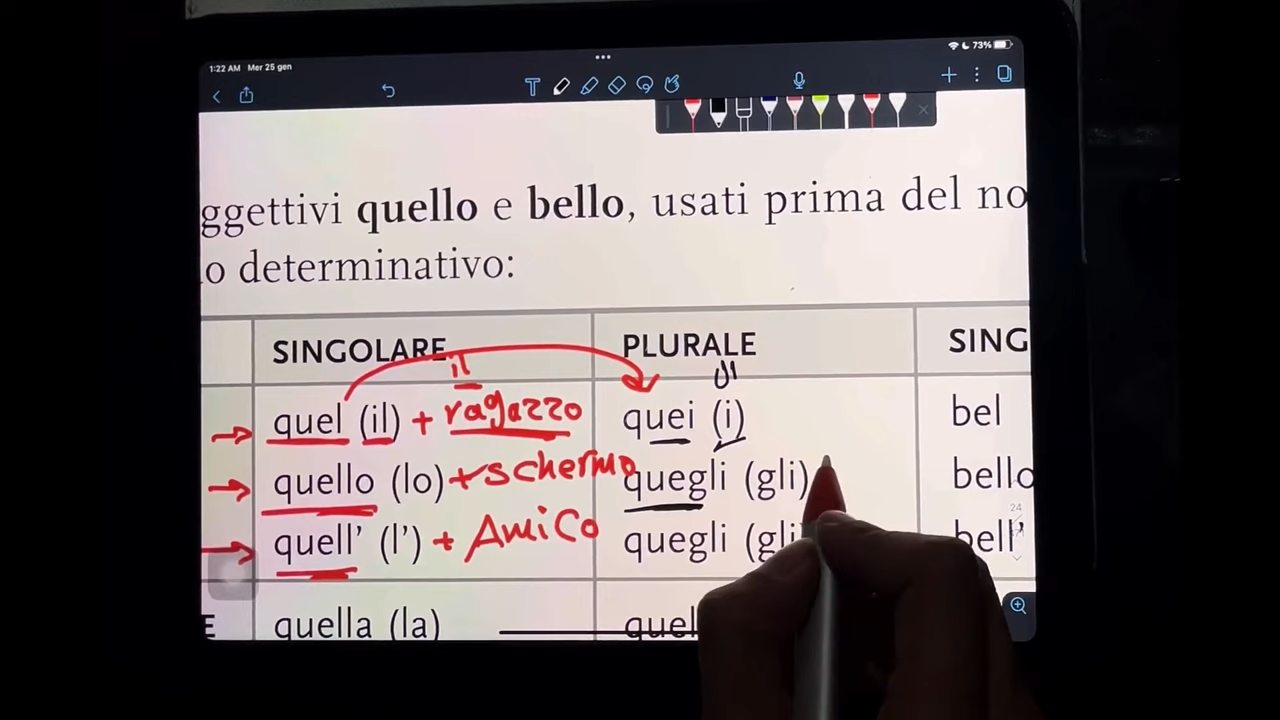 1:22 AM Mer 25 gen
73%
ggettivi quello e bello, usati prima del no
o determinativo:
SINGOLARE PLURALE SING
il
quel (il) + ragazzo quei (i) bel
quello (lo) + schermo quegli (gli) bello
quell' (l') + Amico quegli (gli bell'
E quella (la) quel
24